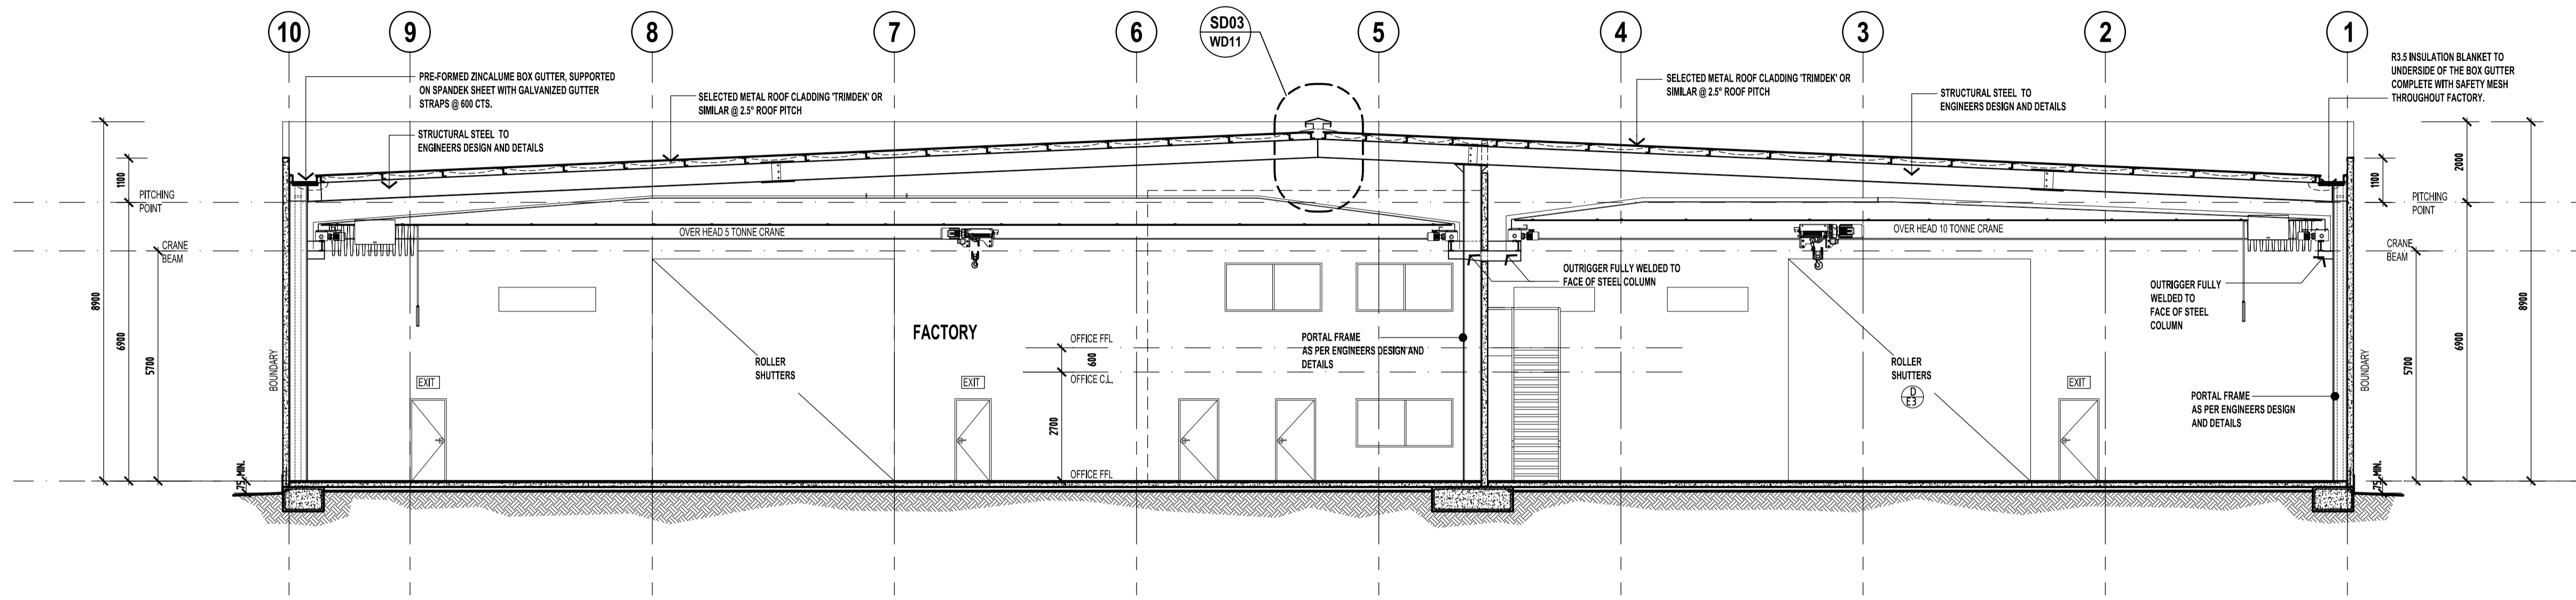 10
9
8
7
6
SD03
WD11
5
4
3
2
1
PRE-FORMED ZINCALUME BOX GUTTER, SUPPORTED
ON SPANDEK SHEET WITH GALVANIZED GUTTER
STRAPS @ 600 CTS.
SELECTED METAL ROOF CLADDING 'TRIMDEK' OR
SIMILAR @ 2.5° ROOF PITCH
STRUCTURAL STEEL TO
ENGINEERS DESIGN AND DETAILS
SELECTED METAL ROOF CLADDING 'TRIMDEK' OR
SIMILAR @ 2.5° ROOF PITCH
STRUCTURAL STEEL TO
ENGINEERS DESIGN AND DETAILS
R3.5 INSULATION BLANKET TO
UNDERSIDE OF THE BOX GUTTER
COMPLETE WITH SAFETY MESH
THROUGHOUT FACTORY.
1100
PITCHING
POINT
CRANE
BEAM
8900
6900
5700
BOUNDARY
75 MIN.
OVER HEAD 5 TONNE CRANE
OVER HEAD 10 TONNE CRANE
FACTORY
ROLLER
SHUTTERS
EXIT
EXIT
OFFICE FFL
600
OFFICE C.L.
2700
OFFICE FFL
OUTRIGGER FULLY WELDED TO
FACE OF STEEL COLUMN
PORTAL FRAME
AS PER ENGINEERS DESIGN AND
DETAILS
ROLLER
SHUTTERS
D
E3
EXIT
OUTRIGGER FULLY
WELDED TO
FACE OF STEEL
COLUMN
PORTAL FRAME
AS PER ENGINEERS DESIGN
AND DETAILS
BOUNDARY
1100
2000
PITCHING
POINT
CRANE
BEAM
5700
6900
8900
75 MIN.